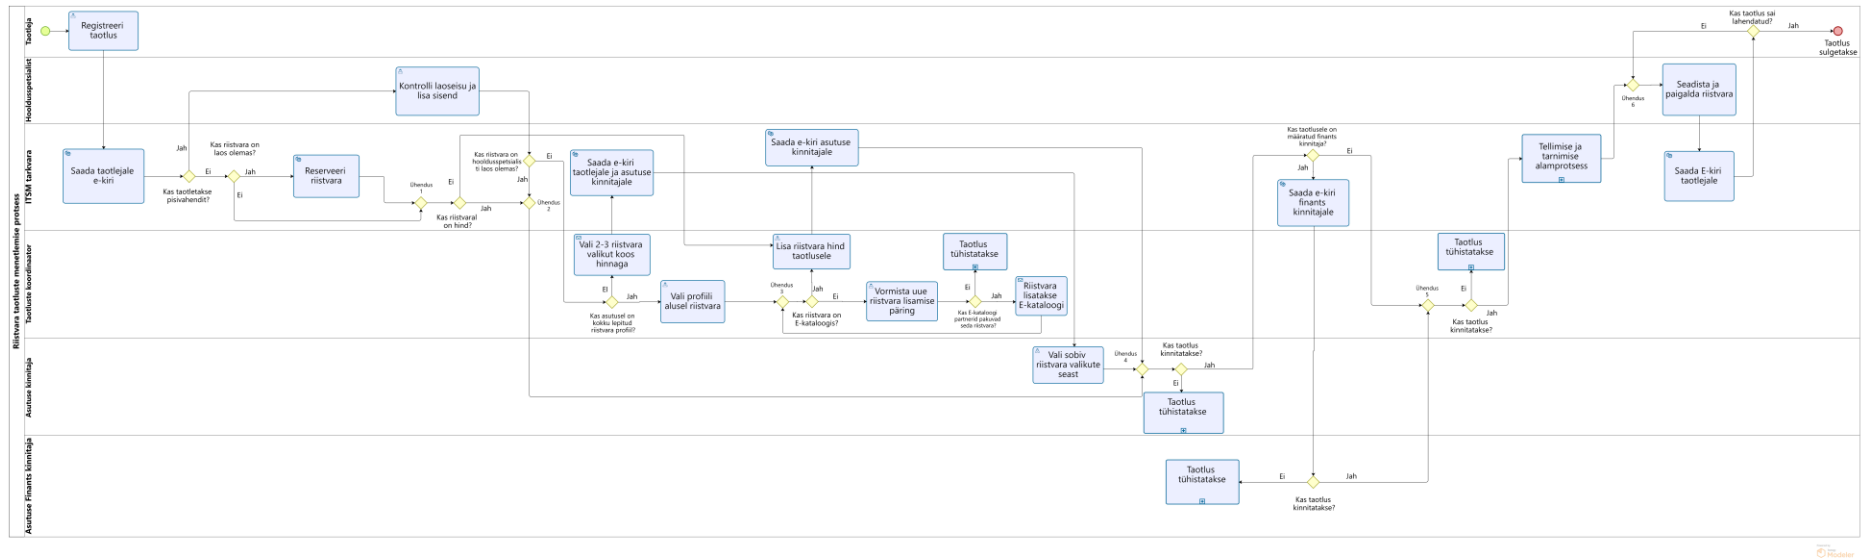 Riistvara taotluste menetlemise protsess
Taotleja
Registreeri
taotlus
Kas taotlus sai
lahendatud?
Ei
Jah
Taotlus
sulgetakse
Hooldusspetsialist
Kontrolli laoseisu ja
lisa sisend
Ühendus
6
Seadista ja
paigalda riistvara
ITSM tarkvara
Saada taotlejale
e-kiri
Jah
Ei
Kas taotletakse
pisivahendit?
Kas riistvara on
laos olemas?
Jah
Ei
Reserveeri
riistvara
Ühendus
1
Ei
Jah
Kas riistvaral
on hind?
Kas riistvara on
hooldusspetsialis
ti laos olemas?
Ei
Jah
Ühendus
2
Saada e-kiri
taotlejale ja asutuse
kinnitajale
Saada e-kiri asutuse
kinnitajale
Kas taotlusele on
määratud finants
kinnitaja?
Ei
Jah
Saada e-kiri
finants
kinnitajale
Tellimise ja
tarnimise
alamprotsess
Saada E-kiri
taotlejale
Taotluste koordinaator
Vali 2-3 riistvara
valikut koos
hinnaga
EI
Jah
Kas asutusel on
kokku lepitud
riistvara profiil?
Vali profiili
alusel riistvara
Lisa riistvara hind
taotlusele
Ühendus
3
Jah
Ei
Kas riistvara on
E-kataloogis?
Vormista uue
riistvara lisamise
päring
Taotlus
tühistatakse
Ei
Jah
Kas E-kataloogi
partnerid pakuvad
seda riistvara?
Riistvara
lisatakse
E-kataloogi
Ühendus
5
Taotlus
tühistatakse
Ei
Jah
Kas taotlus
kinnitatakse?
Asutuse kinnitaja
Vali sobiv
riistvara valikute
seast
Ühendus
4
Kas taotlus
kinnitatakse?
Jah
Ei
Taotlus
tühistatakse
Asutuse Finants kinnitaja
Taotlus
tühistatakse
Ei
Jah
Kas taotlus
kinnitatakse?
Modeler